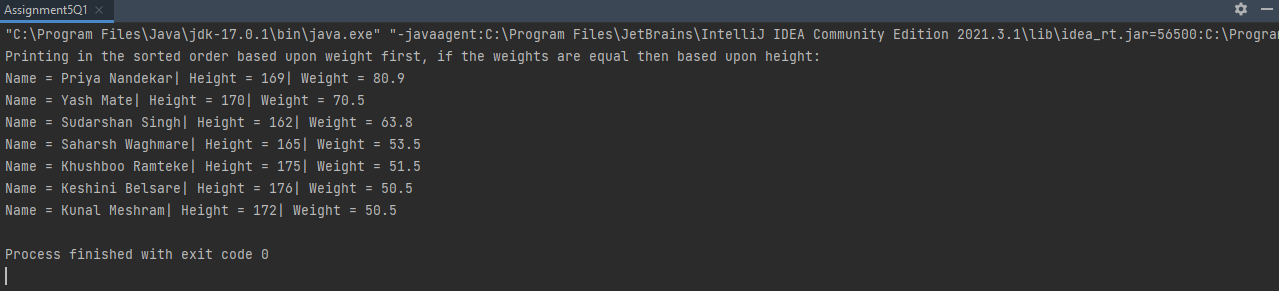 Assignment5Q1
"C:\Program Files\Java\jdk-17.0.1\bin\java.exe" "-javaagent:C:\Program Files\JetBrains\IntelliJ IDEA Community Edition 2021.3.1\lib\idea_rt.jar=56500:C:\Program
Printing in the sorted order based upon weight first, if the weights are equal then based upon height:
Name = Priya Nandekar| Height = 169| Weight = 80.9
Name = Yash Mate| Height = 170| Weight = 70.5
Name = Sudarshan Singh| Height = 162| Weight = 63.8
Name = Saharsh Waghmare| Height = 165| Weight = 53.5
Name = Khushboo Ramteke| Height = 175| Weight = 51.5
Name = Keshini Belsare| Height = 176| Weight = 50.5
Name = Kunal Meshram| Height = 172| Weight = 50.5
Process finished with exit code 0